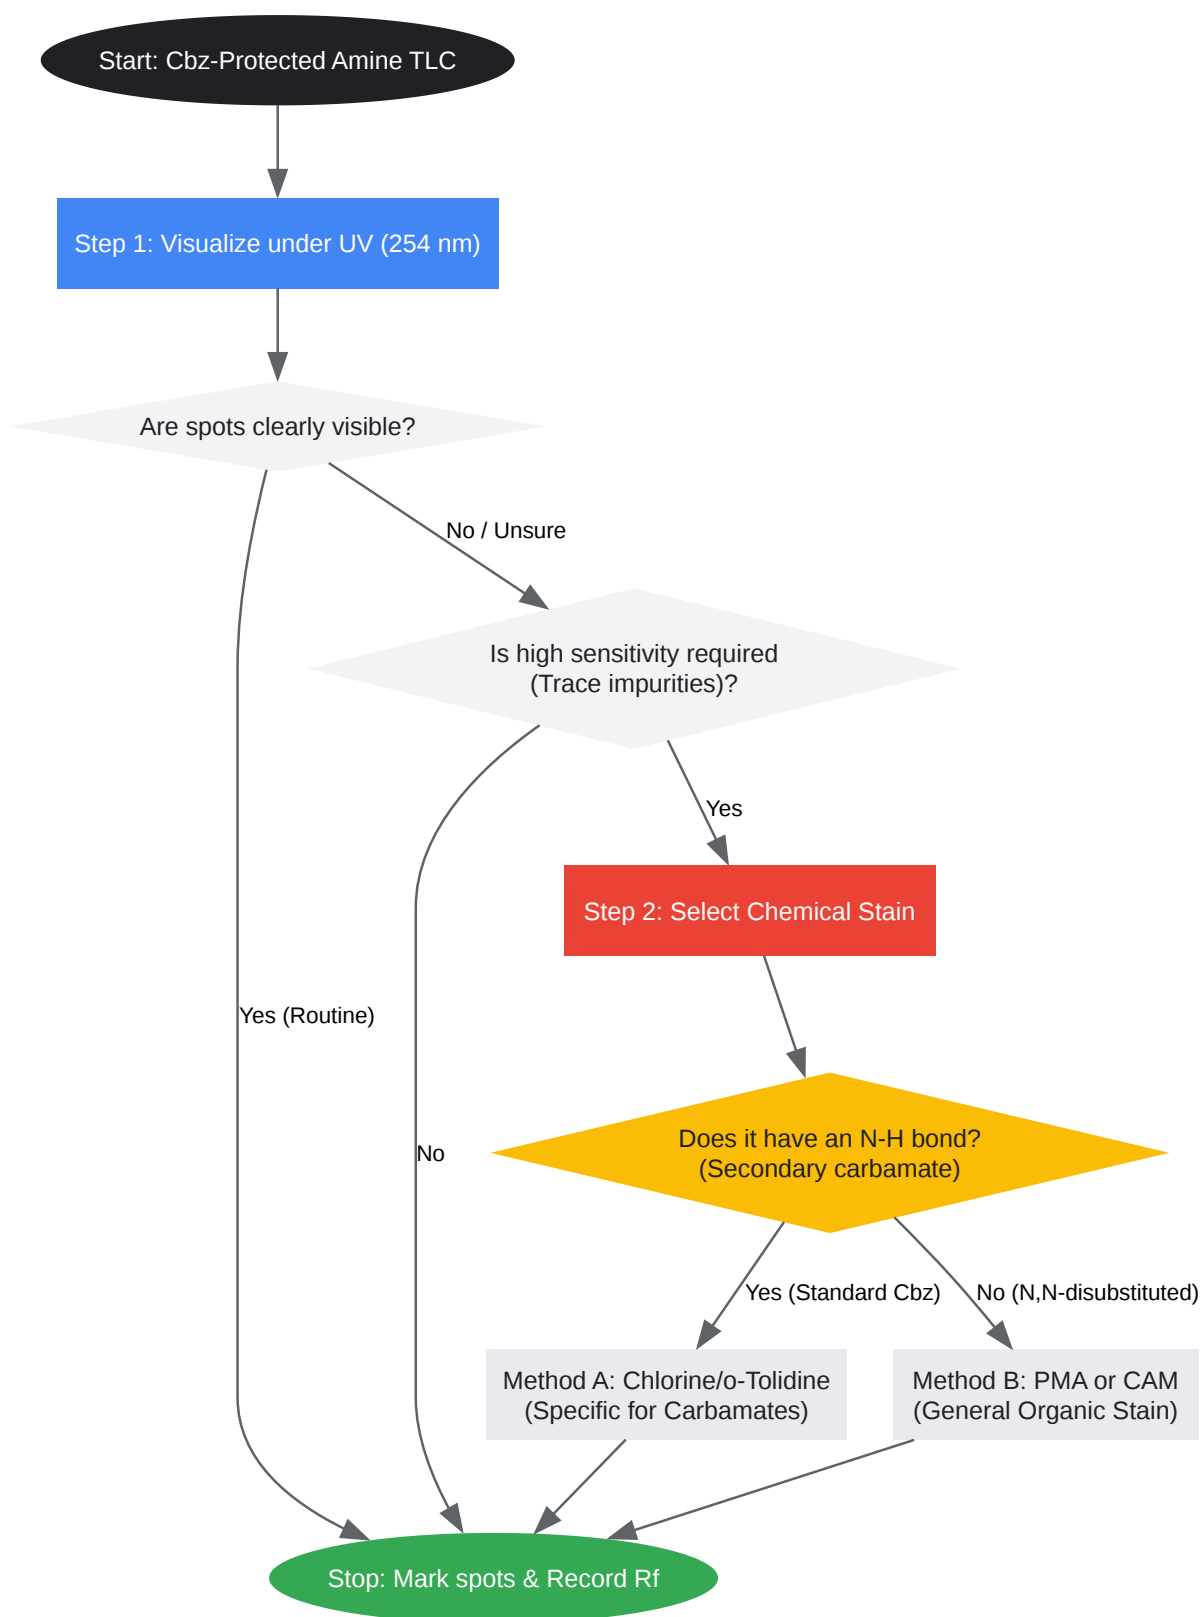 Start: Cbz-Protected Amine TLC
Step 1: Visualize under UV (254 nm)
Are spots clearly visible?
No / Unsure
Is high sensitivity required
(Trace impurities)?
Yes
Step 2: Select Chemical Stain
Yes (Routine)
No
Does it have an N-H bond?
(Secondary carbamate)
Yes (Standard Cbz)
No (N,N-disubstituted)
Method A: Chlorine/o-Tolidine
(Specific for Carbamates)
Method B: PMA or CAM
(General Organic Stain)
Stop: Mark spots & Record Rf